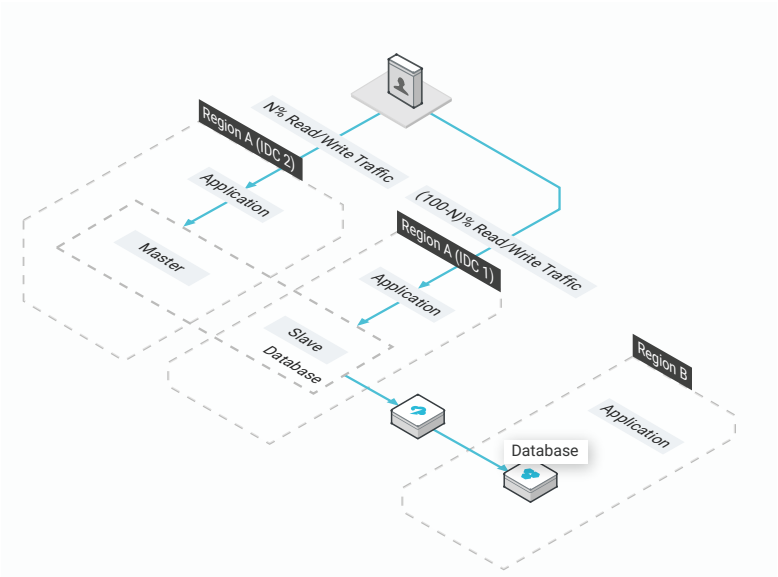 N% Read/Write Traffic
Region A (IDC 2)
Application
Master
(100-N)% Read/Write Traffic
Region A (IDC 1)
Application
Slave
Database
Region B
Application
Database